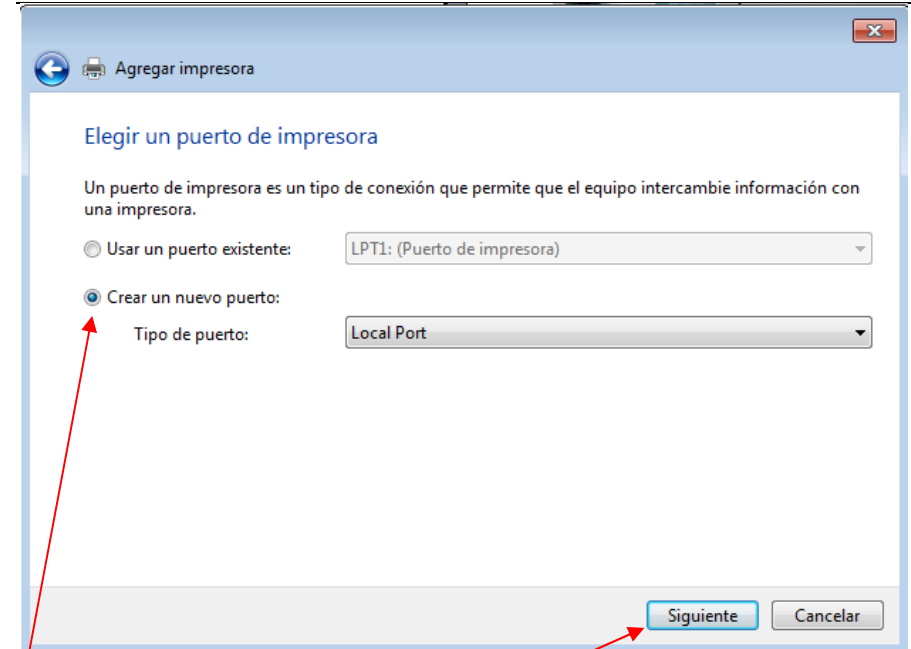 Agregar impresora
Elegir un puerto de impresora
Un puerto de impresora es un tipo de conexión que permite que el equipo intercambie información con
una impresora.
Usar un puerto existente: LPT1: (Puerto de impresora)
Crear un nuevo puerto:
Tipo de puerto: Local Port
Siguiente Cancelar